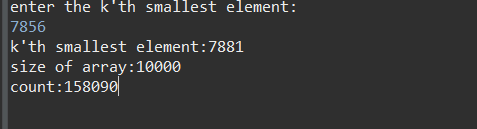 enter the k'th smallest element:
7856
k'th smallest element:7881
size of array:10000
count:158090